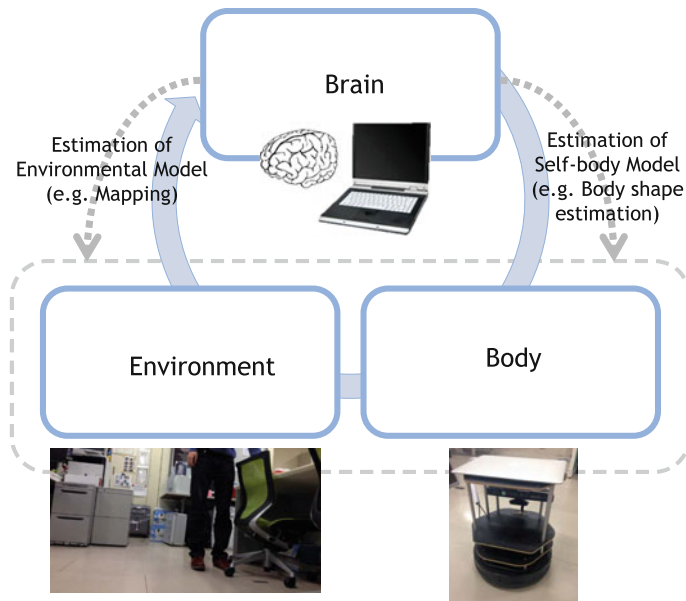 Brain
Estimation of
Environmental Model
(e.g. Mapping)
Estimation of
Self-body Model
(e.g. Body shape
estimation)
Environment
Body